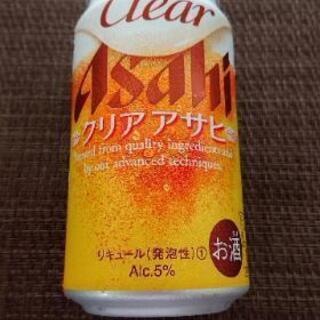 Clear
Asahi
クリア アサヒ
from quality ingredients and
by our advanced techniques.
リキュール(発泡性)①
Alc.5%
お酒